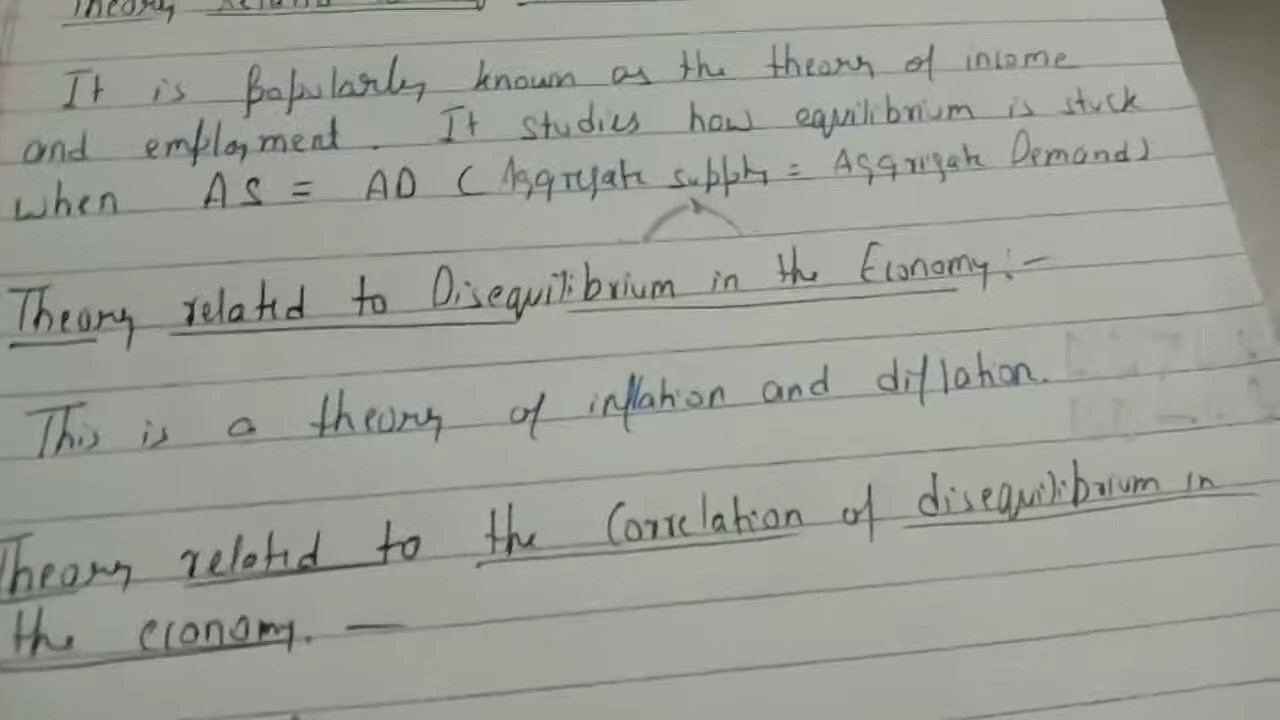 Theory
It is Popularly known as the theory of income
and employment. It studies how equilibrium is stuck
when AS = AD (Aggregate supply = Aggregate Demand)
Theory related to Disequilibrium in the Economy:-
This is a theory of inflation and diflation.
Theory related to the Correlation of disequilibrium in
the economy. —